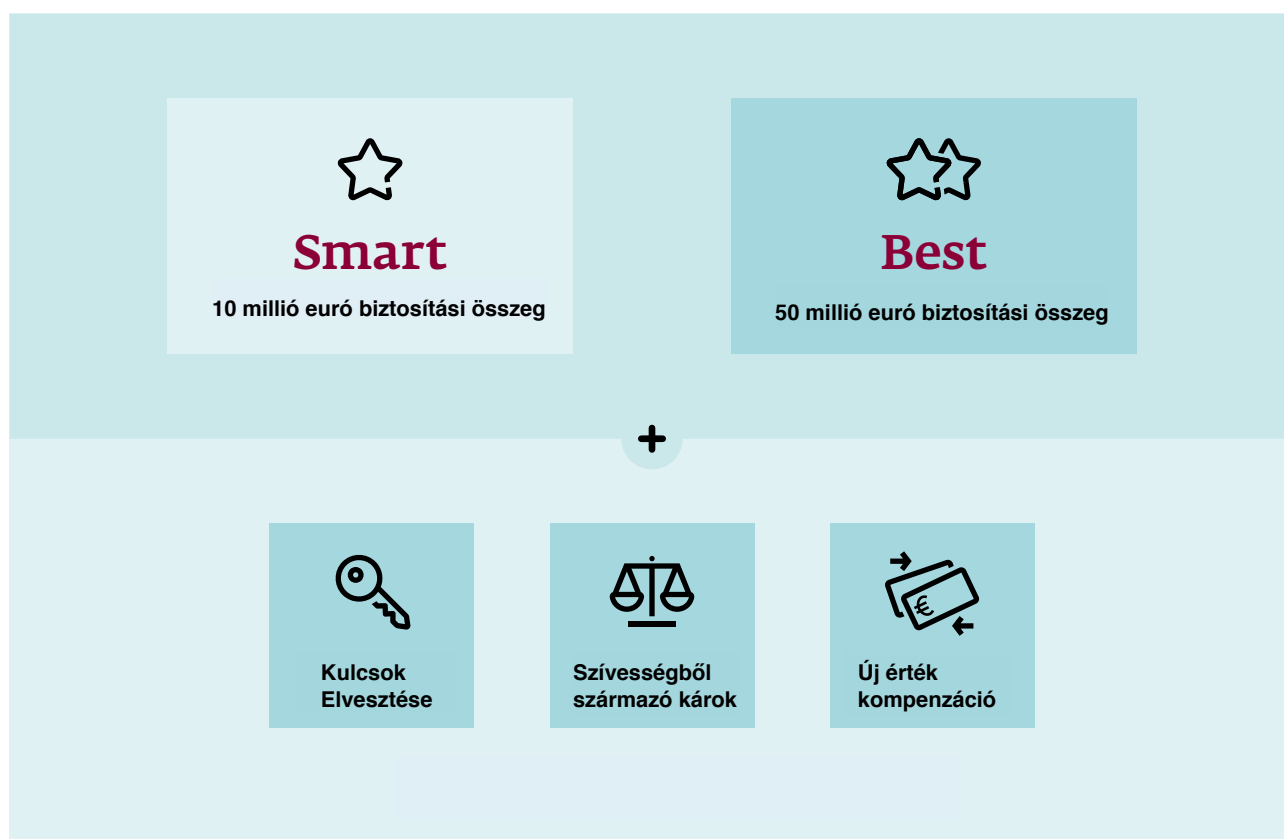 Smart
10 millió euró biztosítási összeg
Best
50 millió euró biztosítási összeg
+
Kulcsok
Elvesztése
Szívességből
származó károk
€
Új érték
kompenzáció